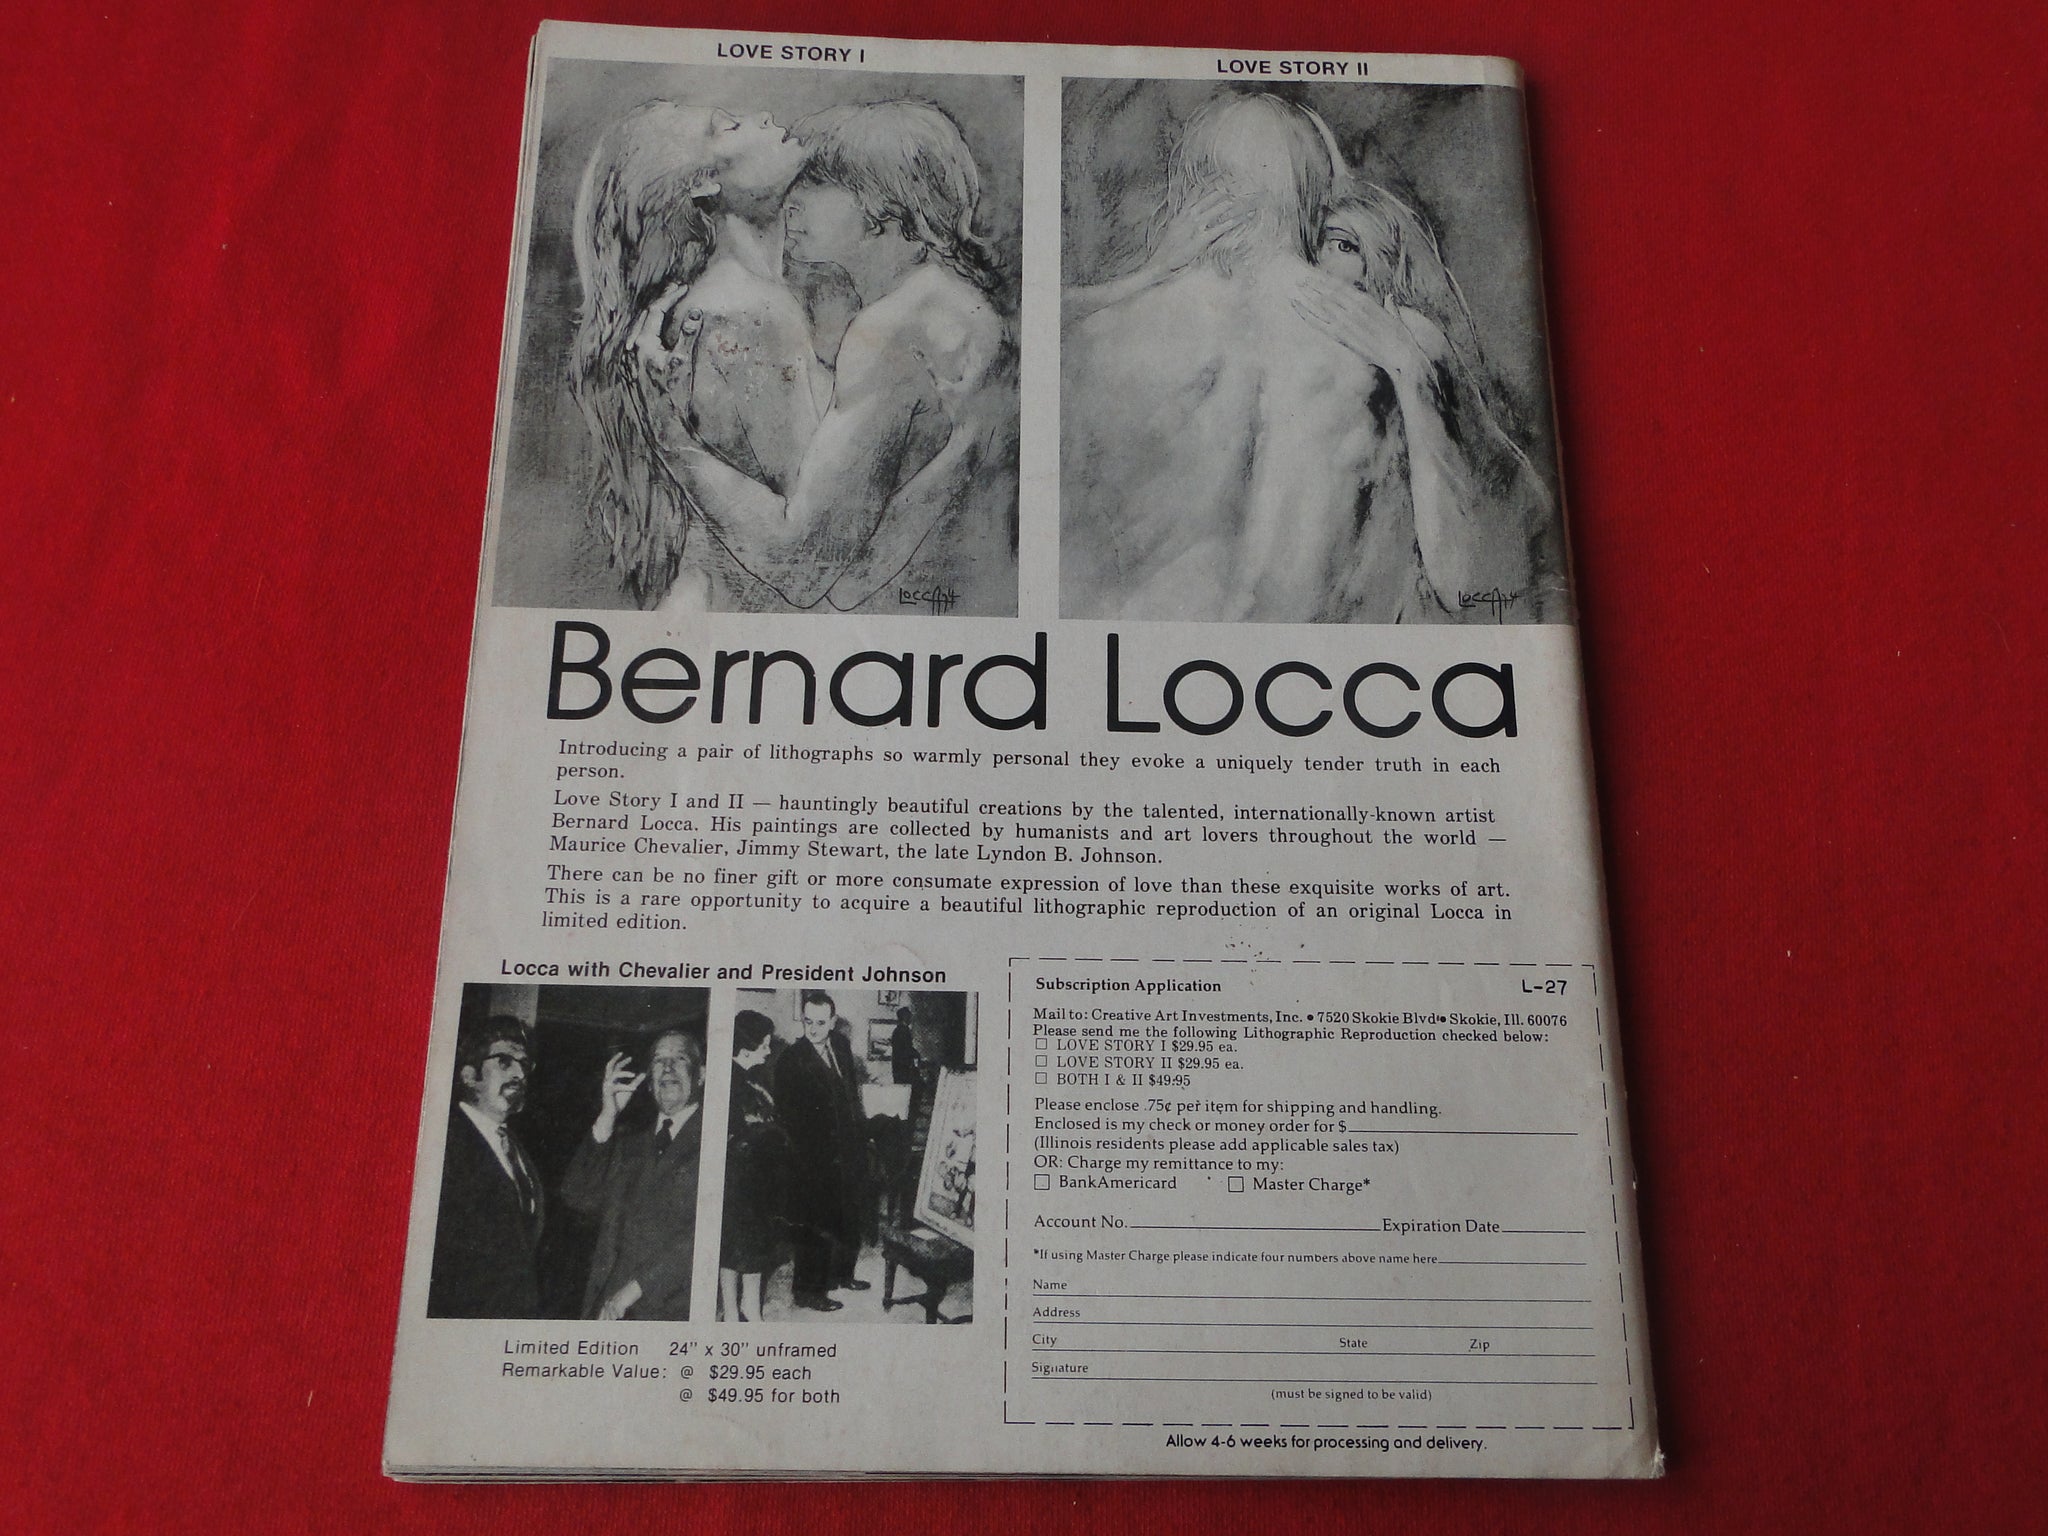 LOVE STORY I
LOVE STORY II
LOCCA 74
LOCCA 74
Bernard Locca
Introducing a pair of lithographs so warmly personal they evoke a uniquely tender truth in each
person.
Love Story I and II — hauntingly beautiful creations by the talented, internationally-known artist
Bernard Locca. His paintings are collected by humanists and art lovers throughout the world —
Maurice Chevalier, Jimmy Stewart, the late Lyndon B. Johnson.
There can be no finer gift or more consumate expression of love than these exquisite works of art.
This is a rare opportunity to acquire a beautiful lithographic reproduction of an original Locca in
limited edition.
Locca with Chevalier and President Johnson
Limited Edition 24" x 30" unframed
Remarkable Value: @ $29.95 each
@ $49.95 for both
Subscription Application L-27
Mail to: Creative Art Investments, Inc. • 7520 Skokie Blvd • Skokie, Ill. 60076
Please send me the following Lithographic Reproduction checked below:
☐ LOVE STORY I $29.95 ea.
☐ LOVE STORY II $29.95 ea.
☐ BOTH I & II $49.95
Please enclose .75¢ per item for shipping and handling.
Enclosed is my check or money order for $
(Illinois residents please add applicable sales tax)
OR: Charge my remittance to my:
☐ BankAmericard ☐ Master Charge*
Account No. Expiration Date
*If using Master Charge please indicate four numbers above name here
Name
Address
City State Zip
Signature
(must be signed to be valid)
Allow 4-6 weeks for processing and delivery.